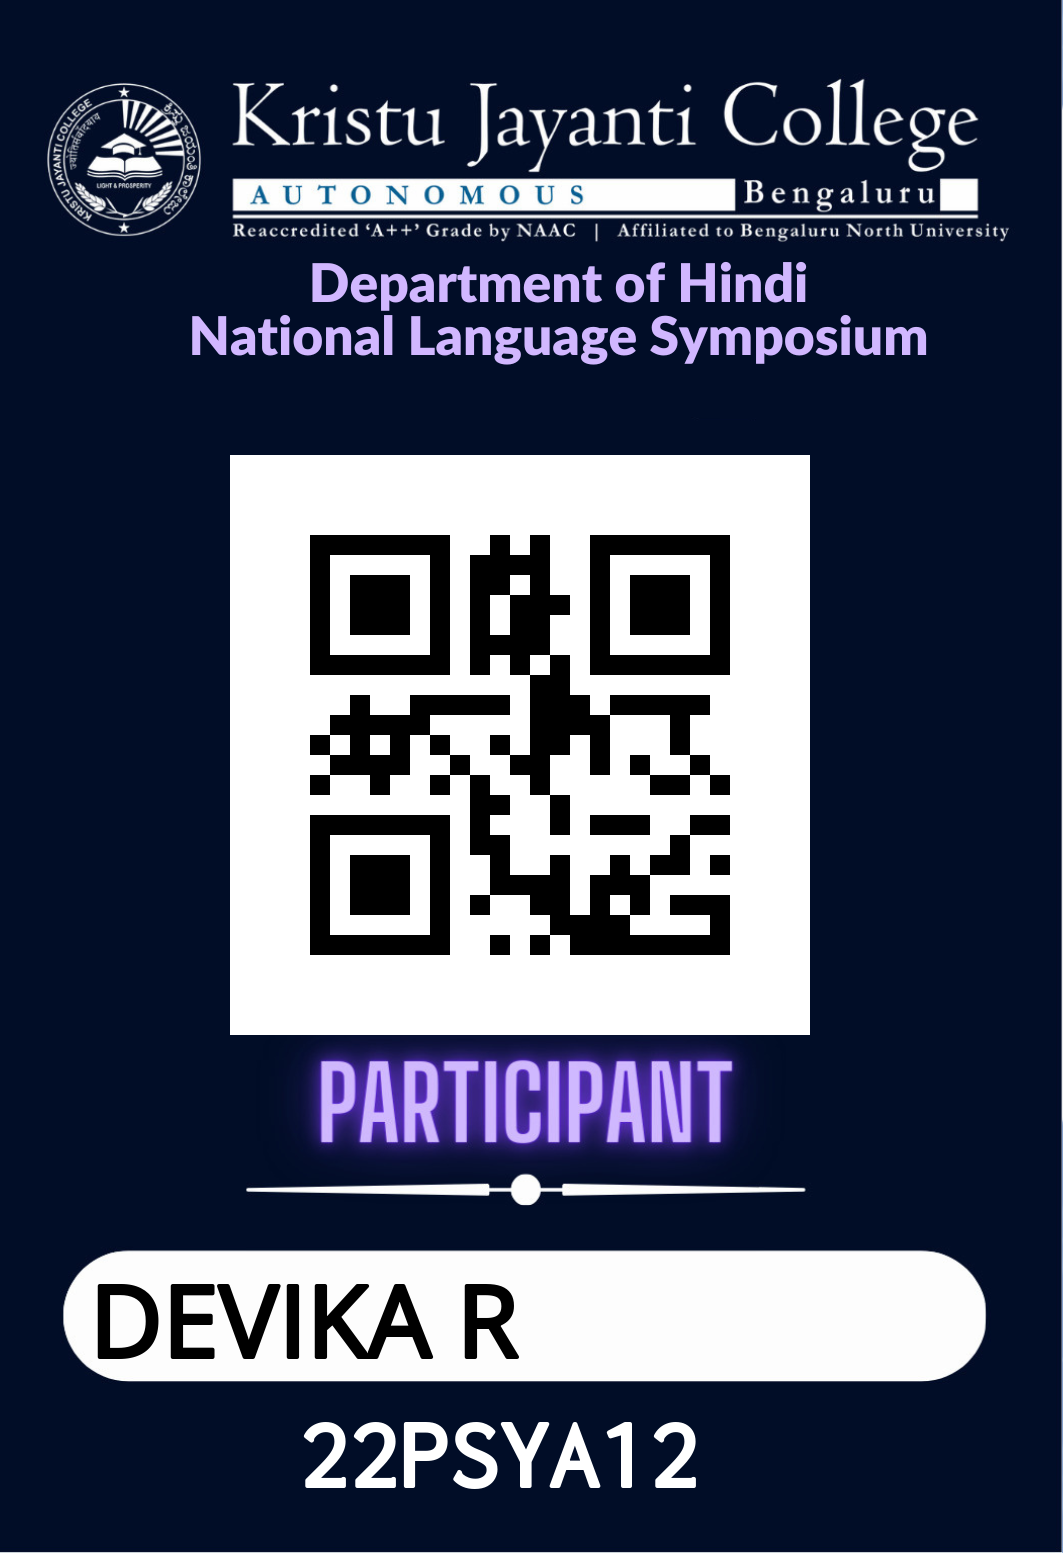 Kristu Jayanti College
AUTONOMOUS Bengaluru
Reaccredited ‘A++’ Grade by NAAC | Affiliated to Bengaluru North University
KRISTU JAYANTI COLLEGE
LIGHT & PROSPERITY
Department of Hindi
National Language Symposium
PARTICIPANT
DEVIKA R
22PSYA12